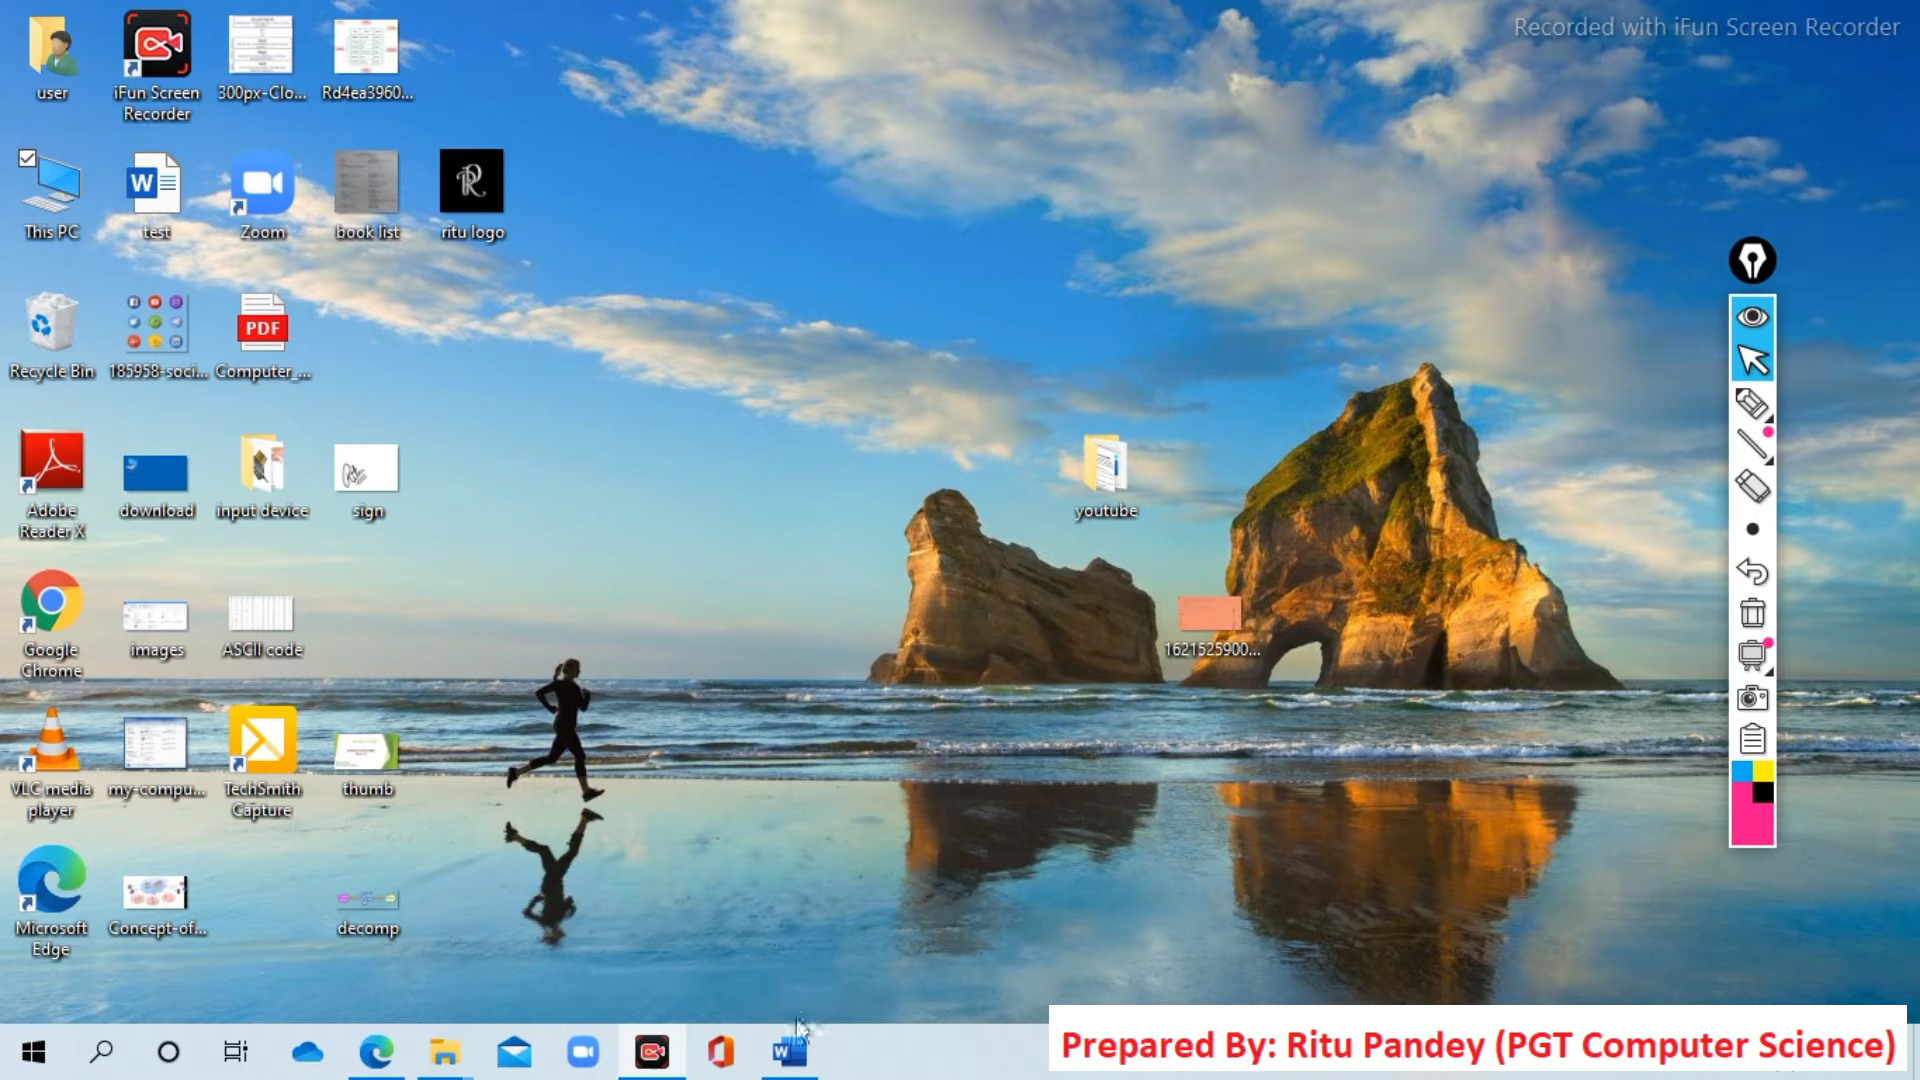 Recorded with iFun Screen Recorder
user
iFun Screen
Recorder
300px-Clo...
Rd4ea3960...
This PC
test
Zoom
book list
ritu logo
Recycle Bin
185958-soci...
PDF
Computer_...
Adobe
Reader X
download
input device
sign
youtube
Google
Chrome
images
ASCII code
1621525900...
VLC media
player
my-compu...
TechSmith
Capture
thumb
Microsoft
Edge
Concept-of...
decomp
Prepared By: Ritu Pandey (PGT Computer Science)